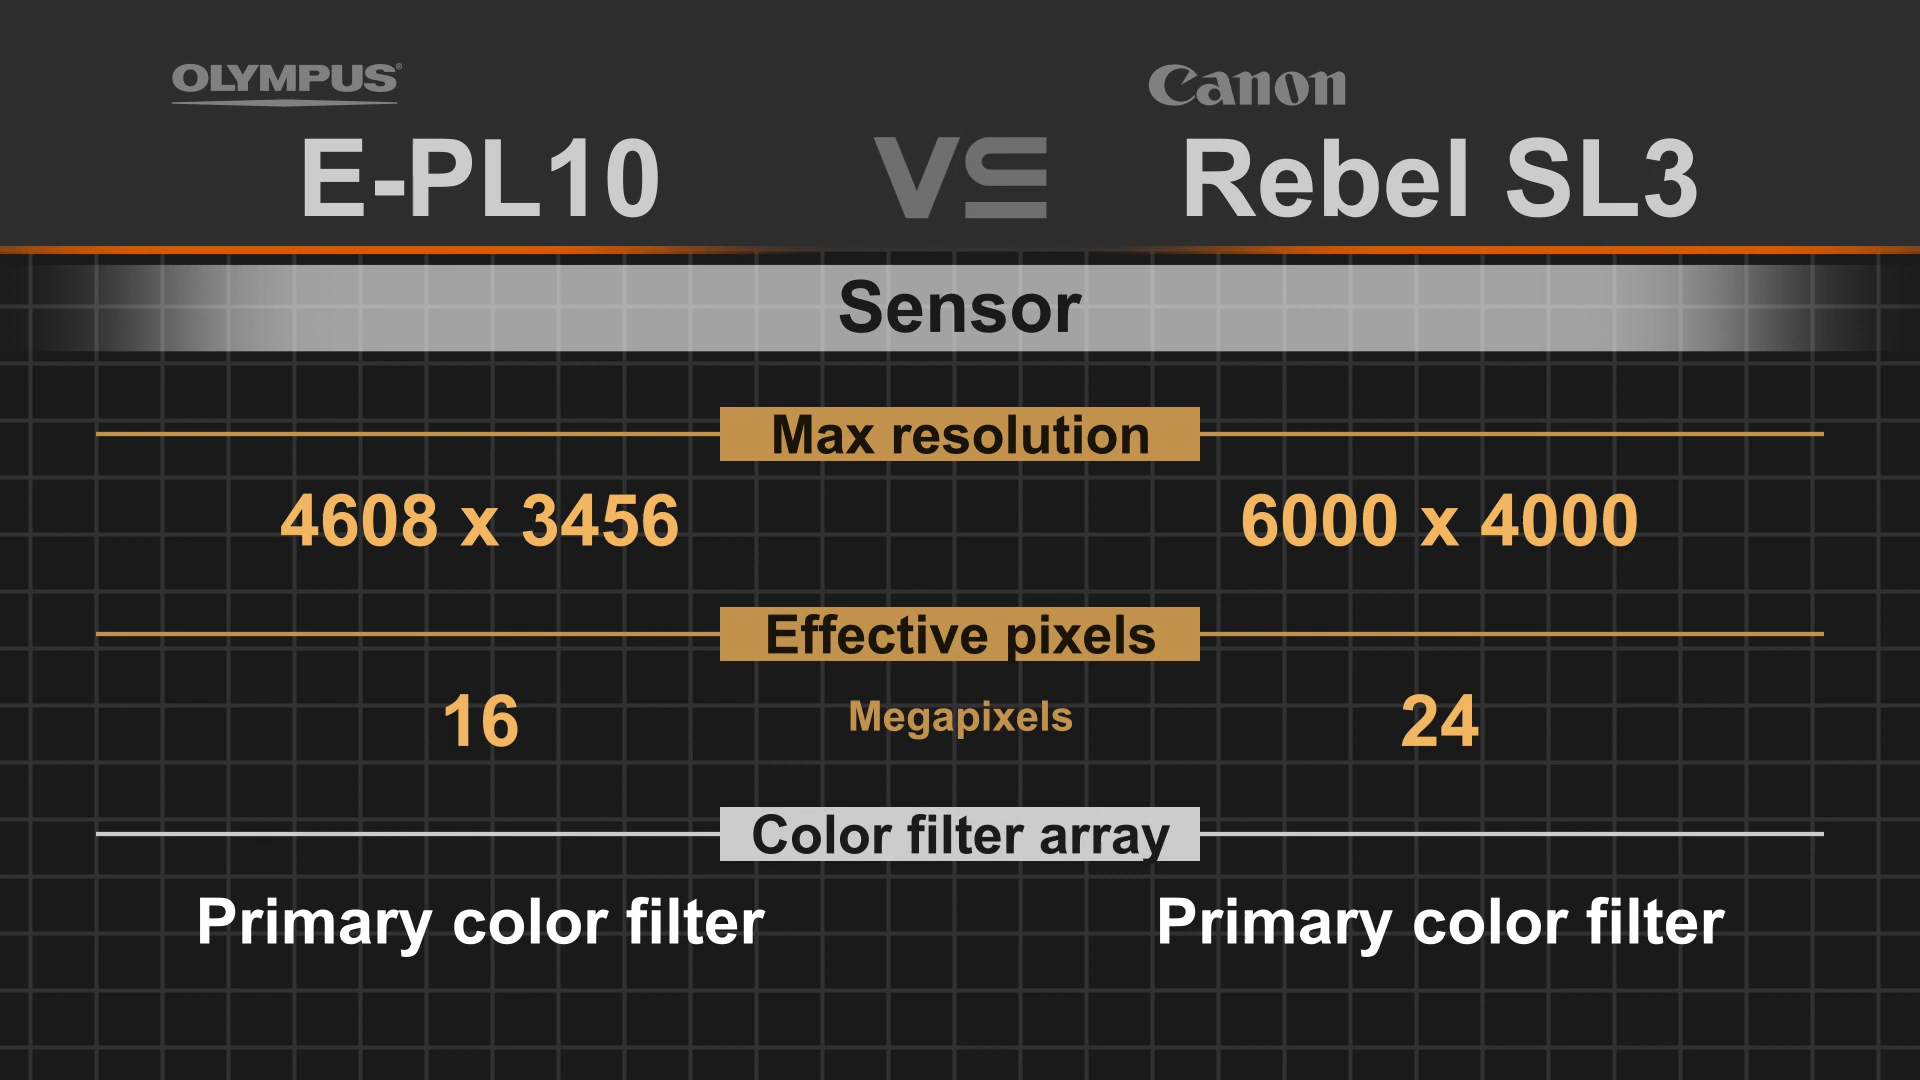 OLYMPUS®
Canon
E-PL10 VS Rebel SL3
Sensor
Max resolution
4608 x 3456 6000 x 4000
Effective pixels
16 Megapixels 24
Color filter array
Primary color filter Primary color filter